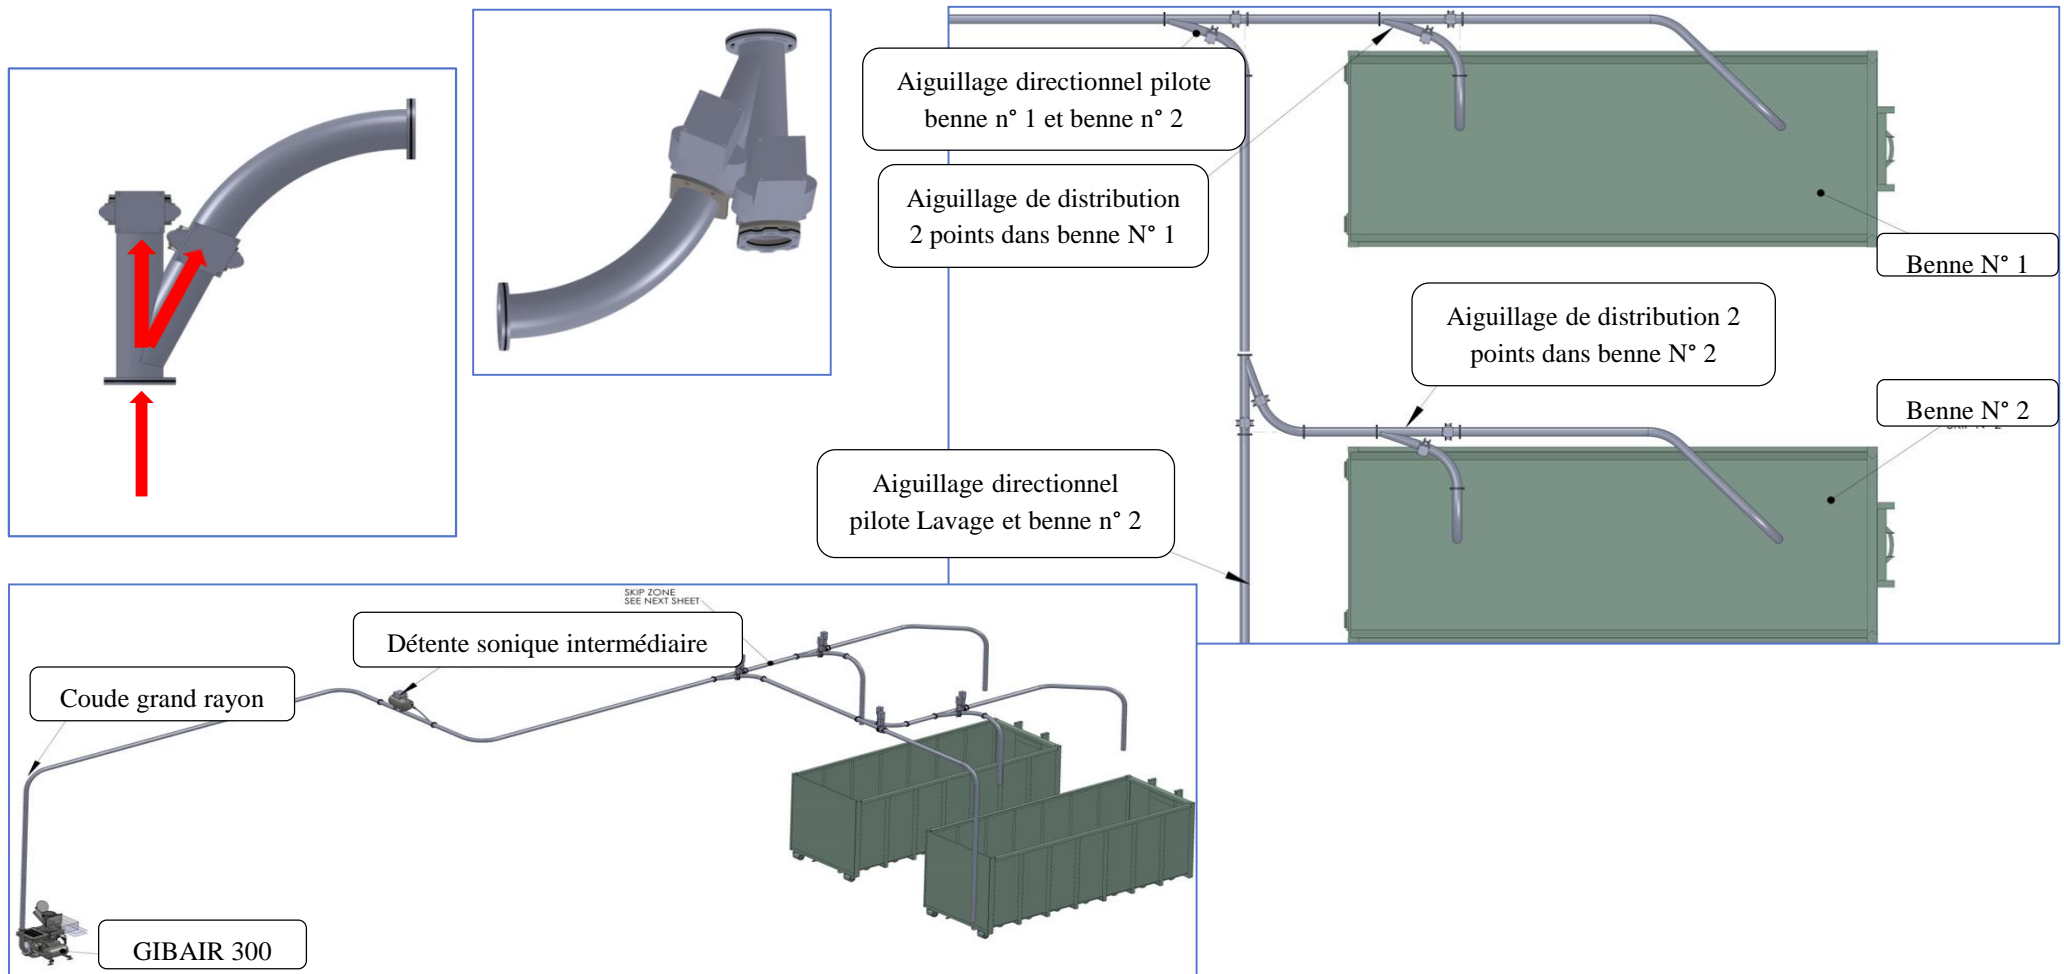 Aiguillage directionnel pilote
benne n° 1 et benne n° 2
Aiguillage de distribution
2 points dans benne N° 1
Benne N° 1
Aiguillage de distribution 2
points dans benne N° 2
Benne N° 2
Aiguillage directionnel
pilote Lavage et benne n° 2
SKIP ZONE
SEE NEXT SHEET
Détente sonique intermédiaire
Coude grand rayon
GIBAIR 300